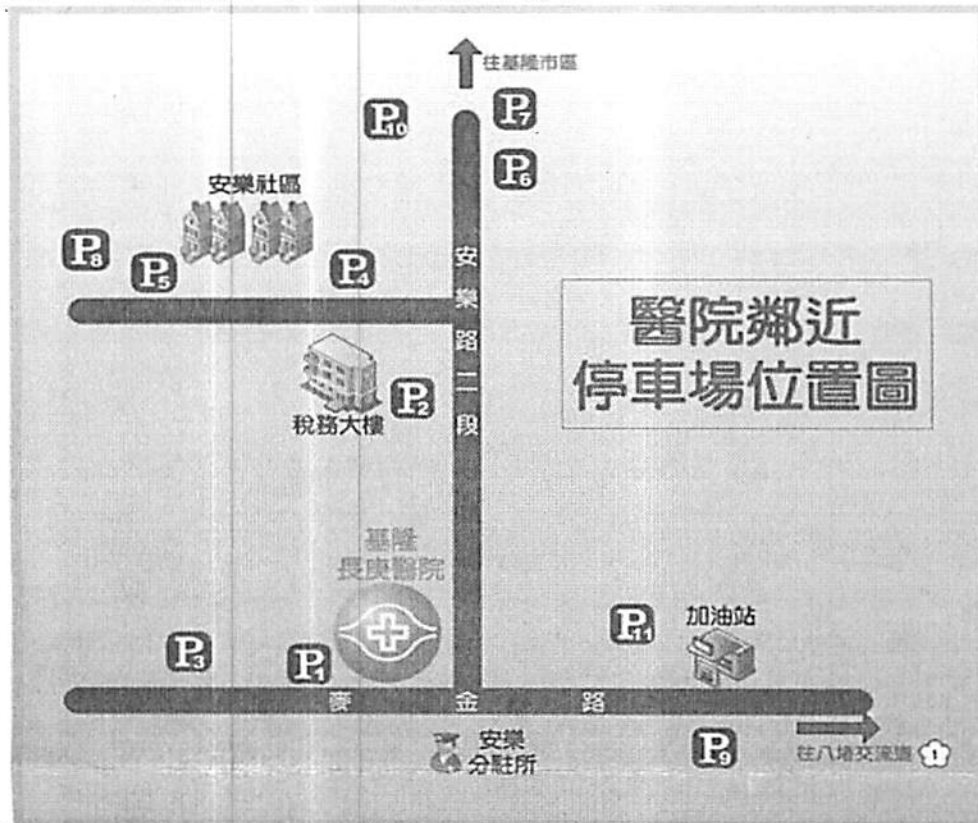 往基隆市區
P10
P7
P6
安樂社區
P8
P5
P4
安樂路二段
醫院鄰近
停車場位置圖
P2
稅務大樓
基隆
長庚醫院
P11
加油站
P3
P1
麥金路
安樂
分駐所
P9
往八堵交流道 1